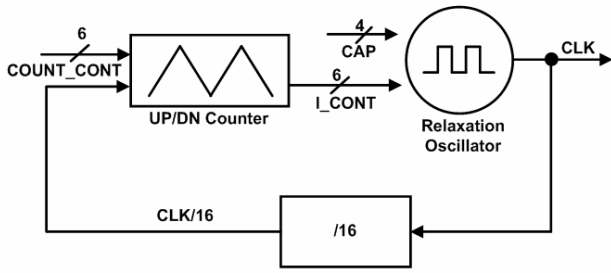 6
COUNT_CONT
UP/DN Counter
4
CAP
6
I_CONT
Relaxation
Oscillator
CLK
CLK/16
/16